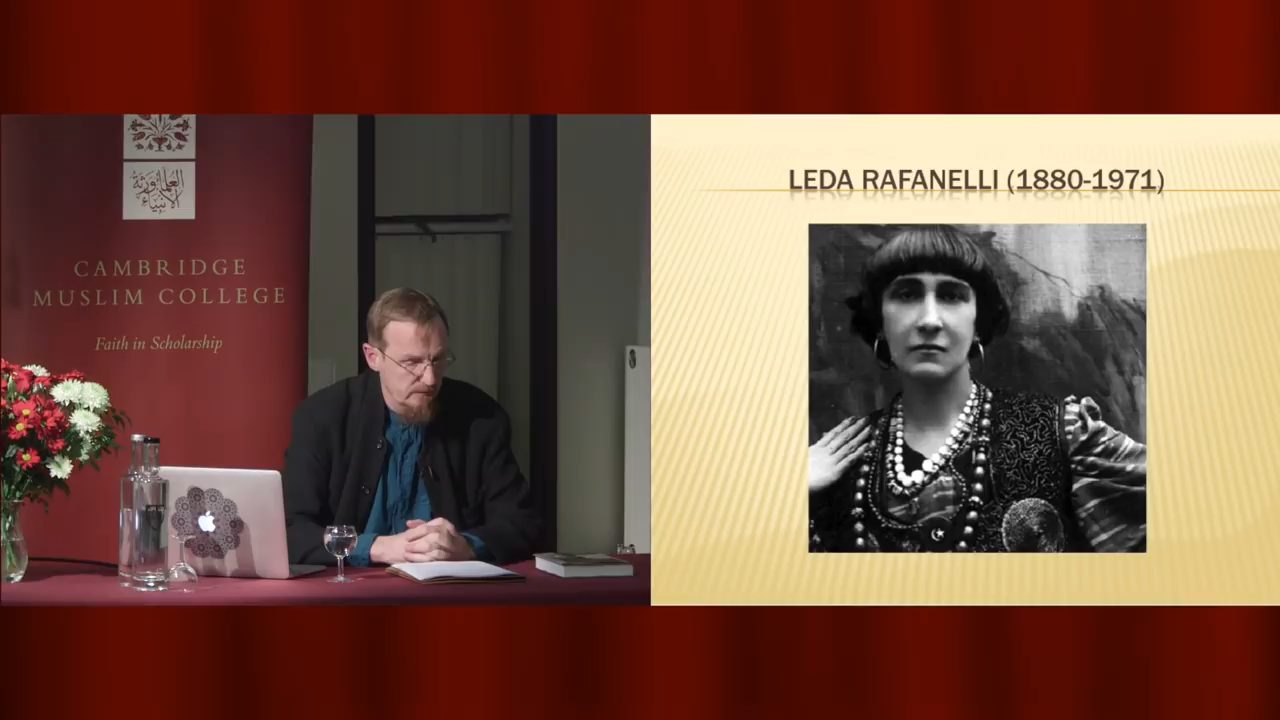 العلماء ورثة
الأنبياء
CAMBRIDGE
MUSLIM COLLEGE
Faith in Scholarship
LEDA RAFANELLI (1880-1971)